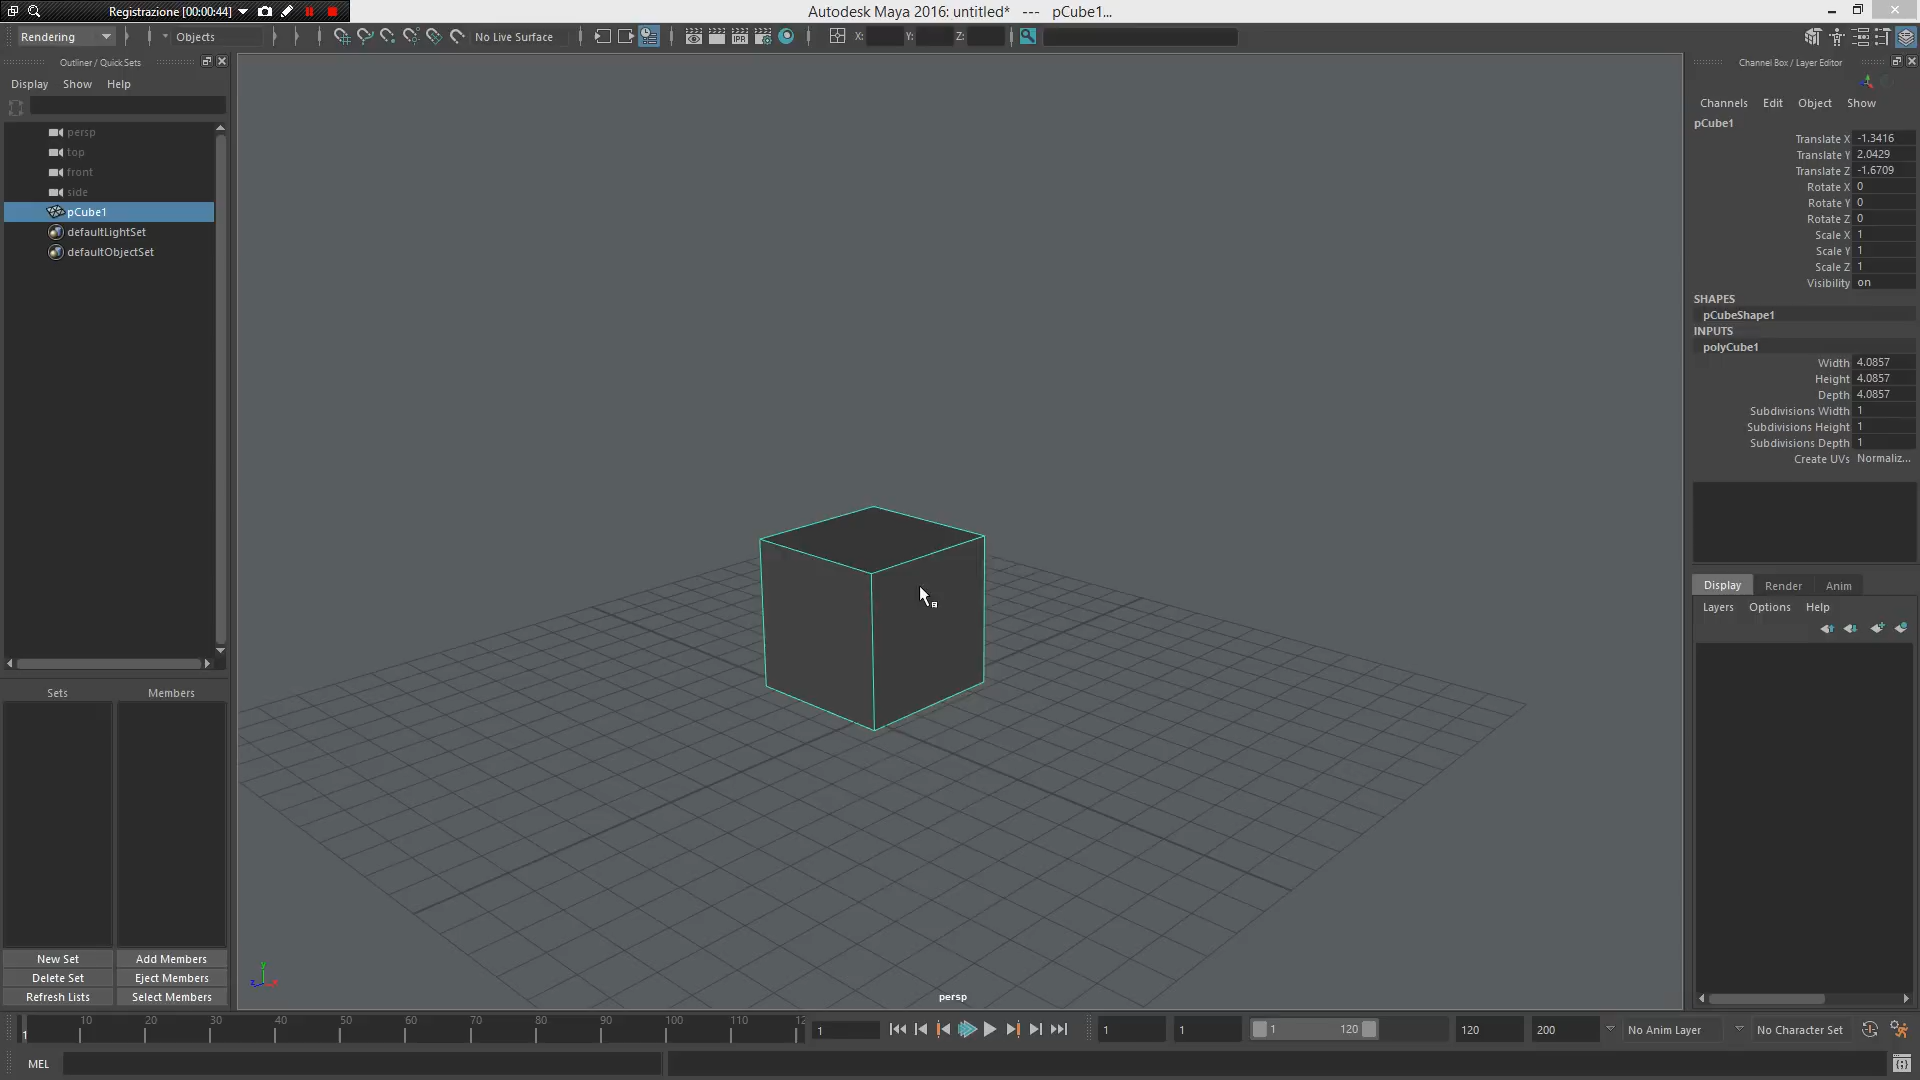 Registrazione [00:00:44]
Autodesk Maya 2016: untitled* --- pCube1...
Rendering
Objects
No Live Surface
IPR
X:
Y:
Z:
Outliner / Quick Sets
Display Show Help
persp
top
front
side
pCube1
defaultLightSet
defaultObjectSet
Sets Members
New Set Add Members
Delete Set Eject Members
Refresh Lists Select Members
y
z x
persp
Channel Box / Layer Editor
Channels Edit Object Show
pCube1
Translate X -1.3416
Translate Y 2.0429
Translate Z -1.6709
Rotate X 0
Rotate Y 0
Rotate Z 0
Scale X 1
Scale Y 1
Scale Z 1
Visibility on
SHAPES
pCubeShape1
INPUTS
polyCube1
Width 4.0857
Height 4.0857
Depth 4.0857
Subdivisions Width 1
Subdivisions Height 1
Subdivisions Depth 1
Create UVs Normaliz...
Display Render Anim
Layers Options Help
1 10 20 30 40 50 60 70 80 90 100 110 12
1
1
1
1 120
120
200
No Anim Layer
No Character Set
MEL